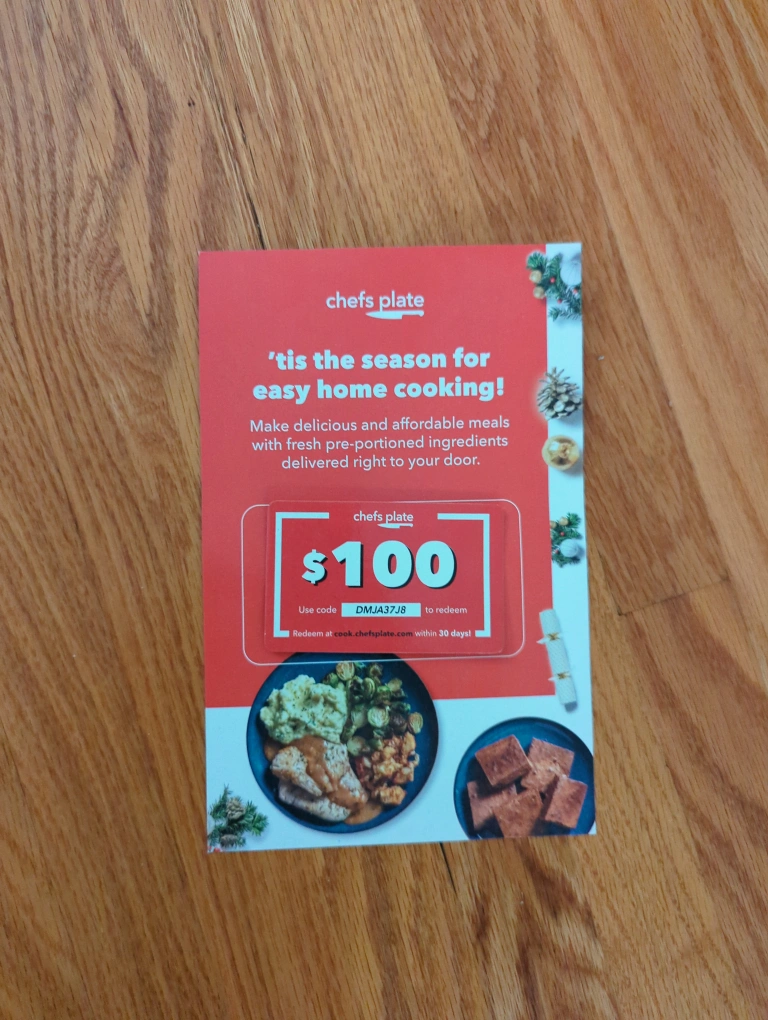 chefs plate
'tis the season for
easy home cooking!
Make delicious and affordable meals
with fresh pre-portioned ingredients
delivered right to your door.
chefs plate
$100
Use code DMJA37J8 to redeem
Redeem at cook.chefsplate.com within 30 days!